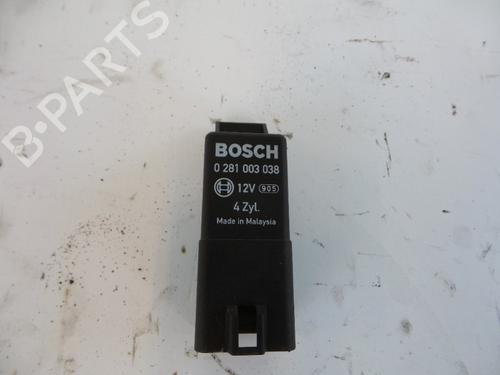 B-PARTS
BOSCH
0 281 003 038
12V 905
4 Zyl.
Made in Malaysia